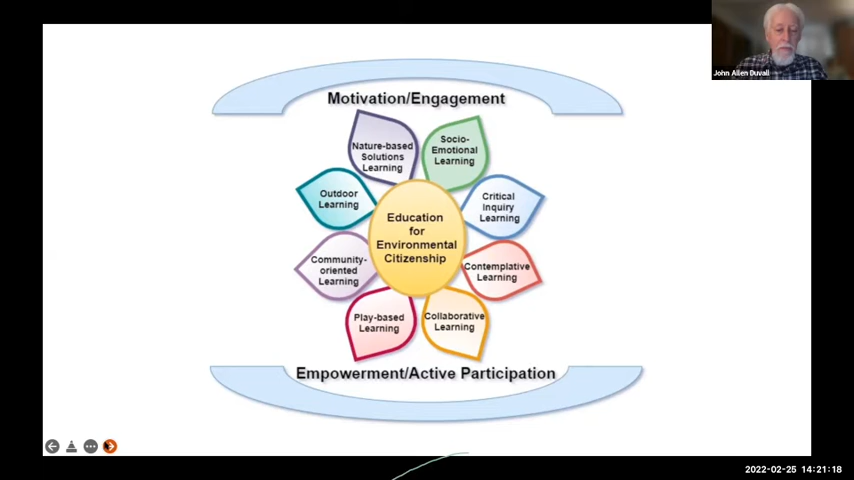 John Allen Duvall
Motivation/Engagement
Nature-based
Solutions
Learning
Socio-
Emotional
Learning
Outdoor
Learning
Critical
Inquiry
Learning
Education
for
Environmental
Citizenship
Community-
oriented
Learning
Contemplative
Learning
Play-based
Learning
Collaborative
Learning
Empowerment/Active Participation
2022-02-25 14:21:18